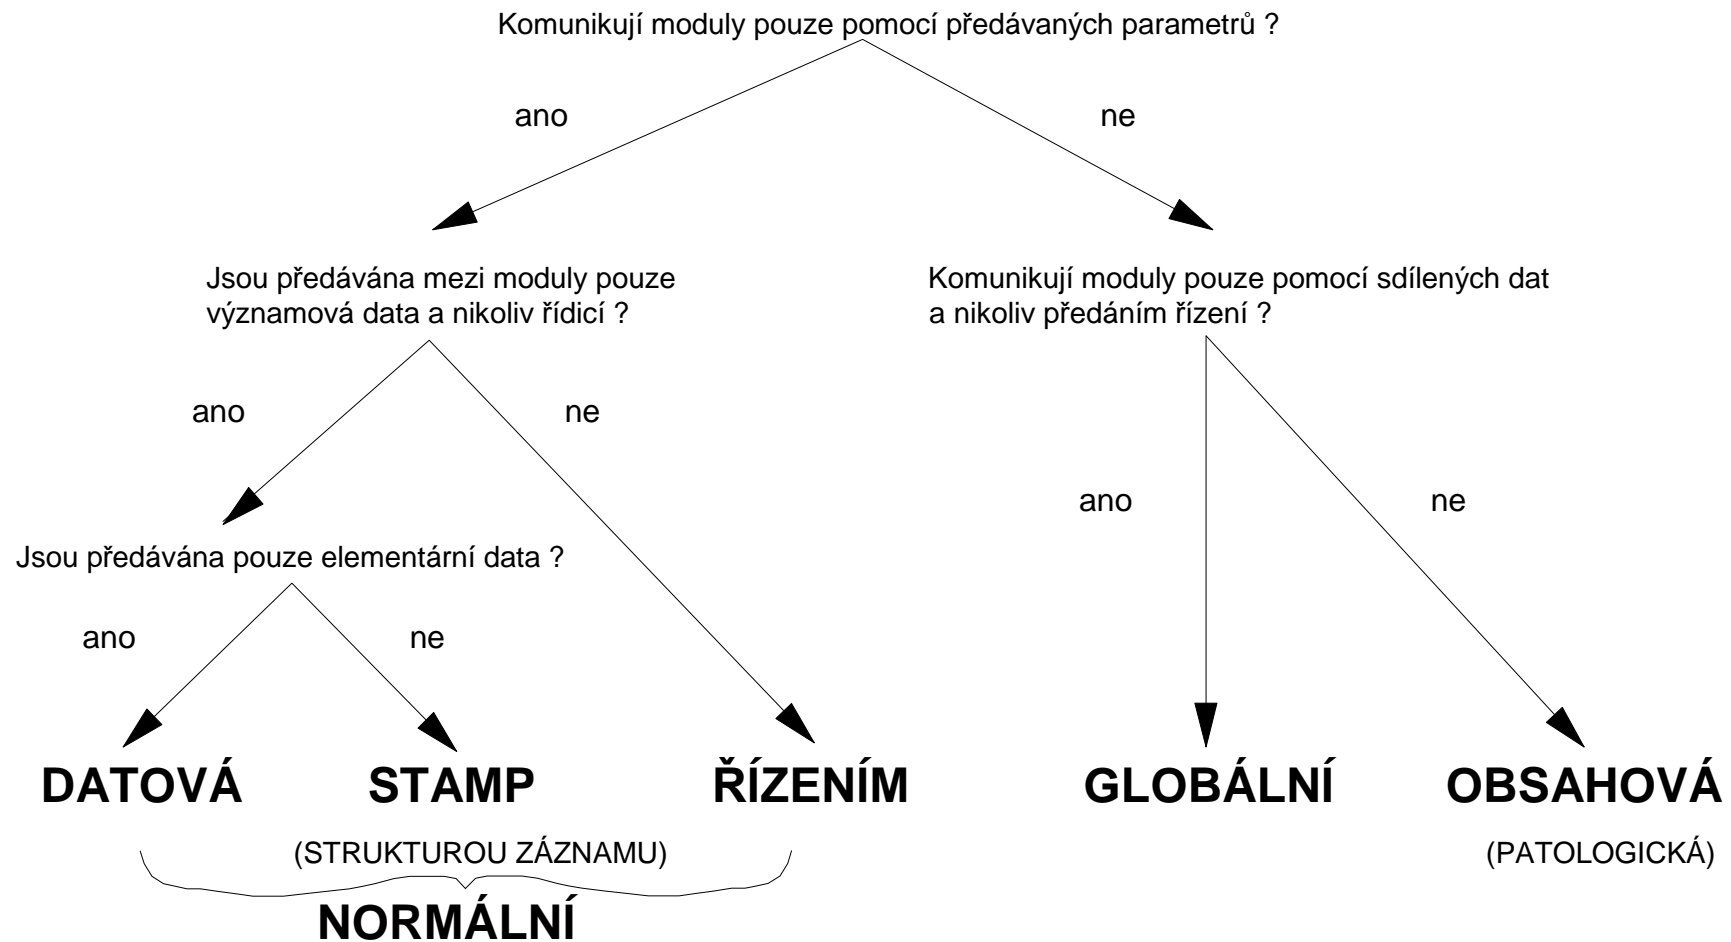 Komunikují moduly pouze pomocí předávaných parametrů ?
ano
ne
Jsou předávána mezi moduly pouze
významová data a nikoliv řídicí ?
Komunikují moduly pouze pomocí sdílených dat
a nikoliv předáním řízení ?
ano
ne
ano
ne
Jsou předávána pouze elementární data ?
ano
ne
DATOVÁ
STAMP
ŘÍZENÍM
GLOBÁLNÍ
OBSAHOVÁ
(STRUKTUROU ZÁZNAMU)
(PATOLOGICKÁ)
NORMÁLNÍ